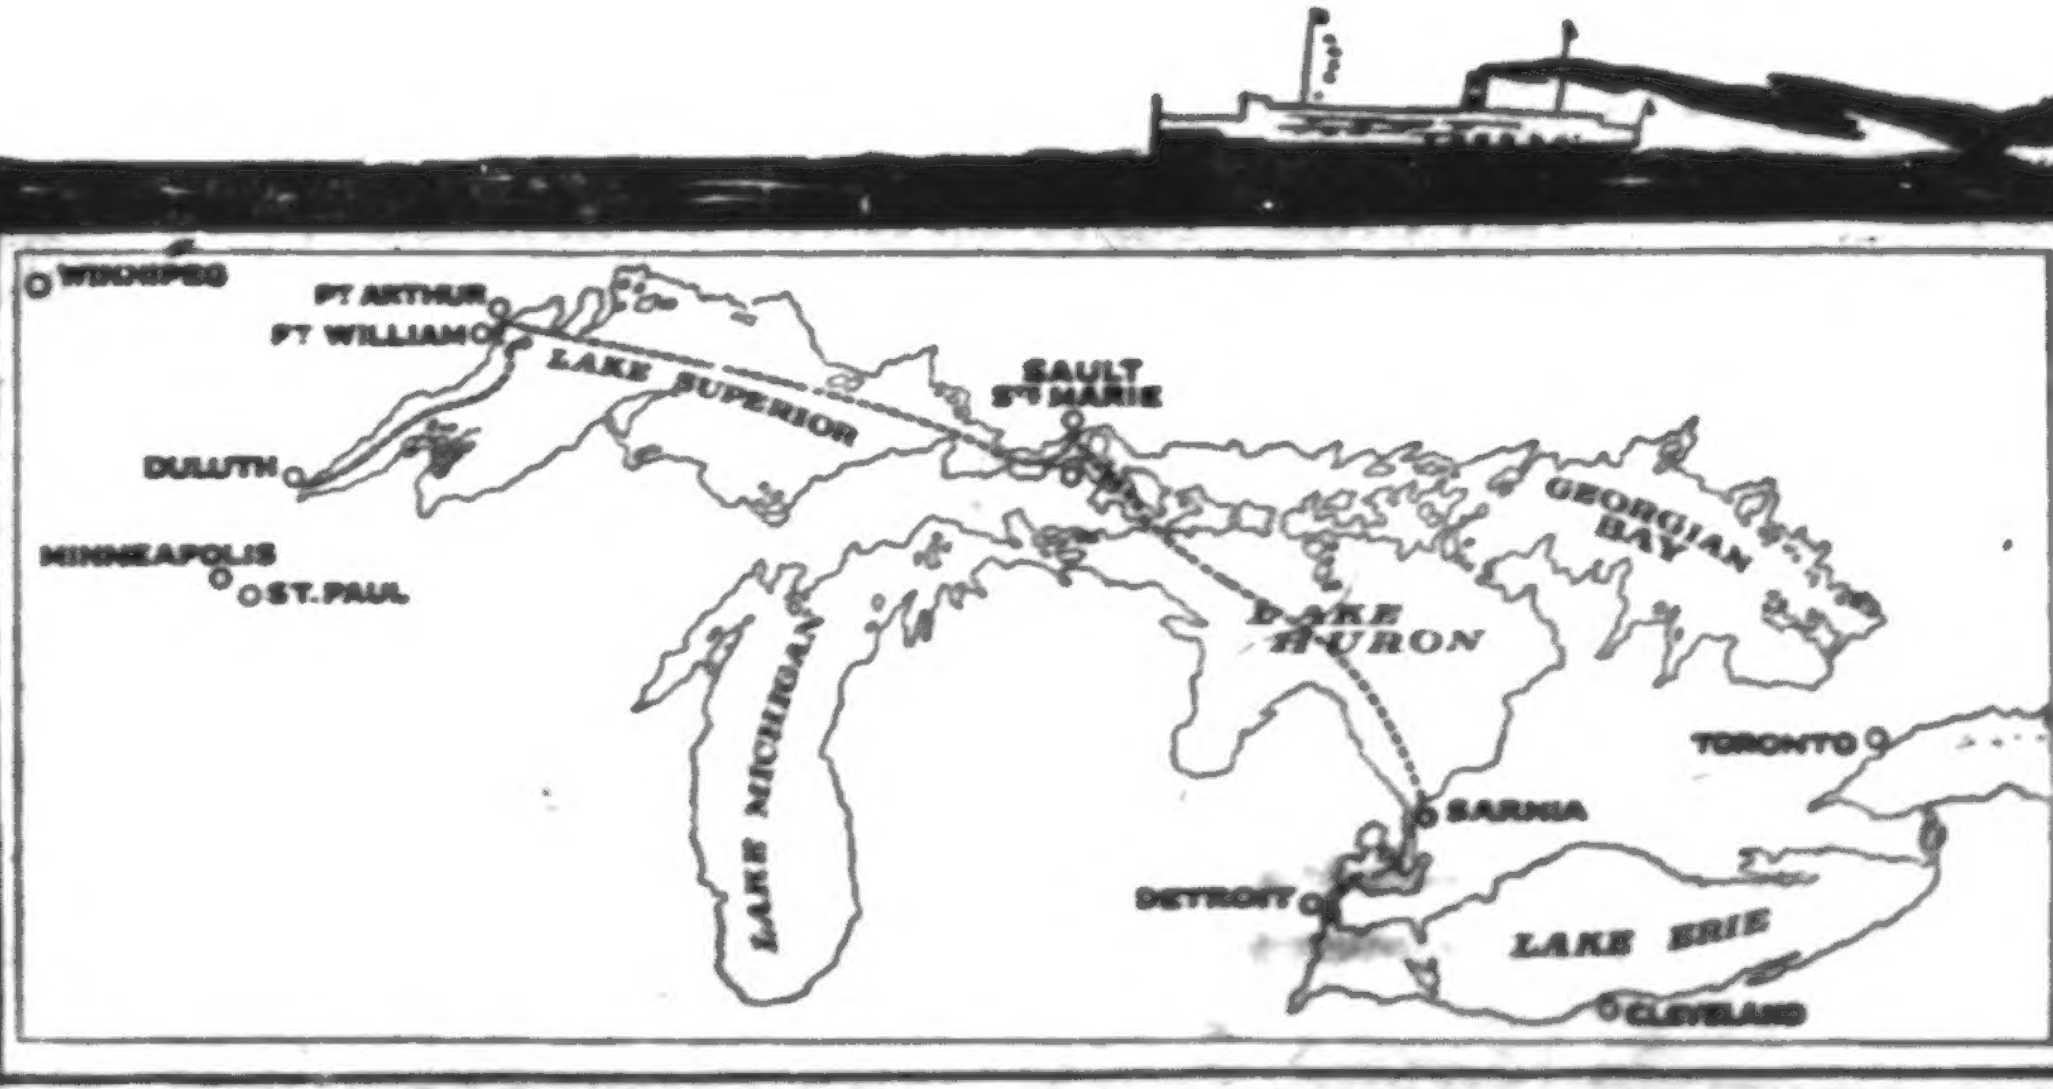 WINNIPEG
PT ARTHUR
FT WILLIAM
LAKE SUPERIOR
SAULT
STE MARIE
DULUTH
GEORGIAN
BAY
MINNEAPOLIS
ST. PAUL
LAKE
HURON
LAKE MICHIGAN
TORONTO
SARNIA
DETROIT
LAKE ERIE
CLEVELAND